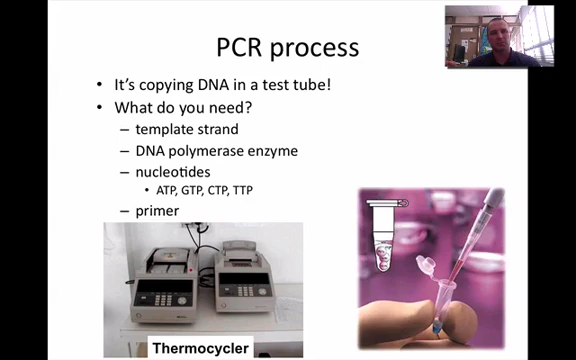 PCR process
• It's copying DNA in a test tube!
• What do you need?
– template strand
– DNA polymerase enzyme
– nucleotides
• ATP, GTP, CTP, TTP
– primer
Thermocycler